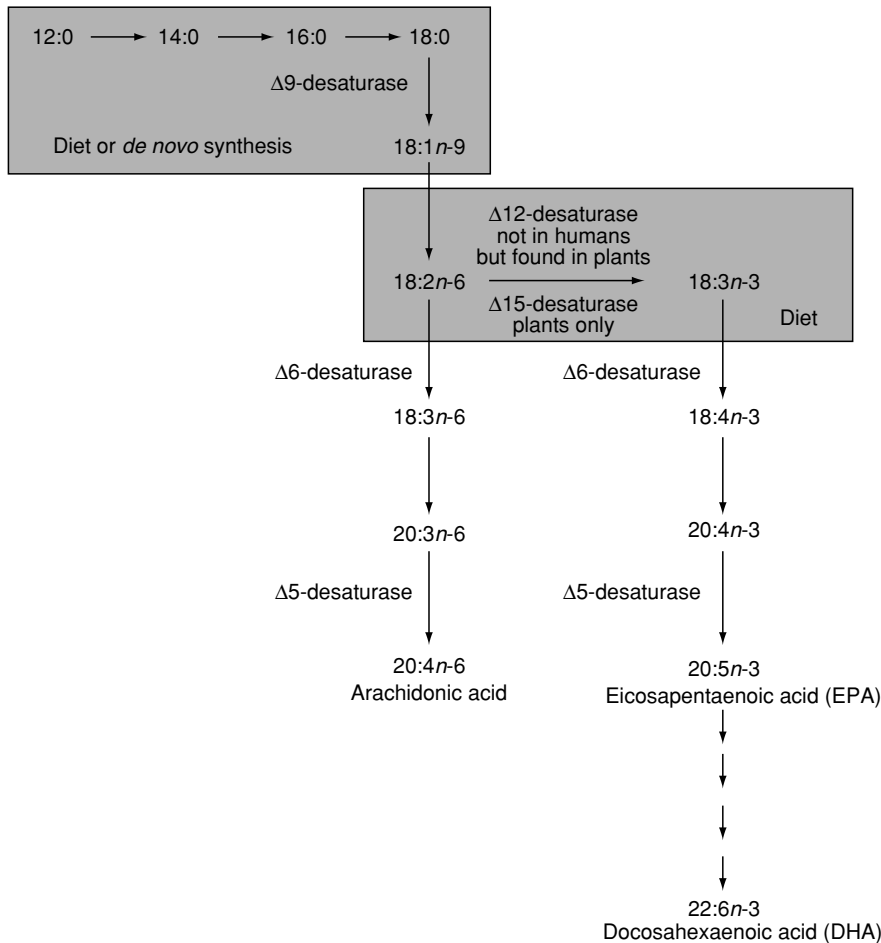 12:0 14:0 16:0 18:0
Δ9-desaturase
Diet or de novo synthesis 18:1n-9
Δ12-desaturase
not in humans
but found in plants
18:2n-6 18:3n-3
Δ15-desaturase
plants only
Diet
Δ6-desaturase Δ6-desaturase
18:3n-6 18:4n-3
20:3n-6 20:4n-3
Δ5-desaturase Δ5-desaturase
20:4n-6 20:5n-3
Arachidonic acid Eicosapentaenoic acid (EPA)
22:6n-3
Docosahexaenoic acid (DHA)